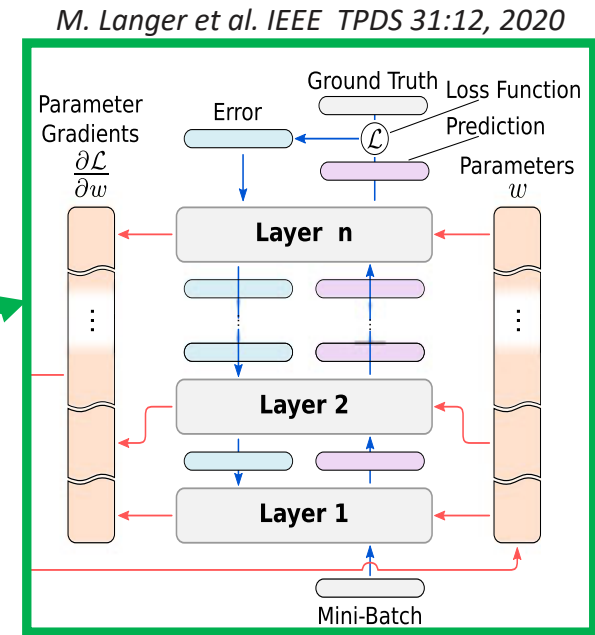 M. Langer et al. IEEE TPDS 31:12, 2020
Ground Truth
Loss Function
Parameter
Gradients
∂ℒ
∂w
Error
ℒ
Prediction
Parameters
w
Layer n
⋮
⋮
⋮
⋮
Layer 2
Layer 1
Mini-Batch